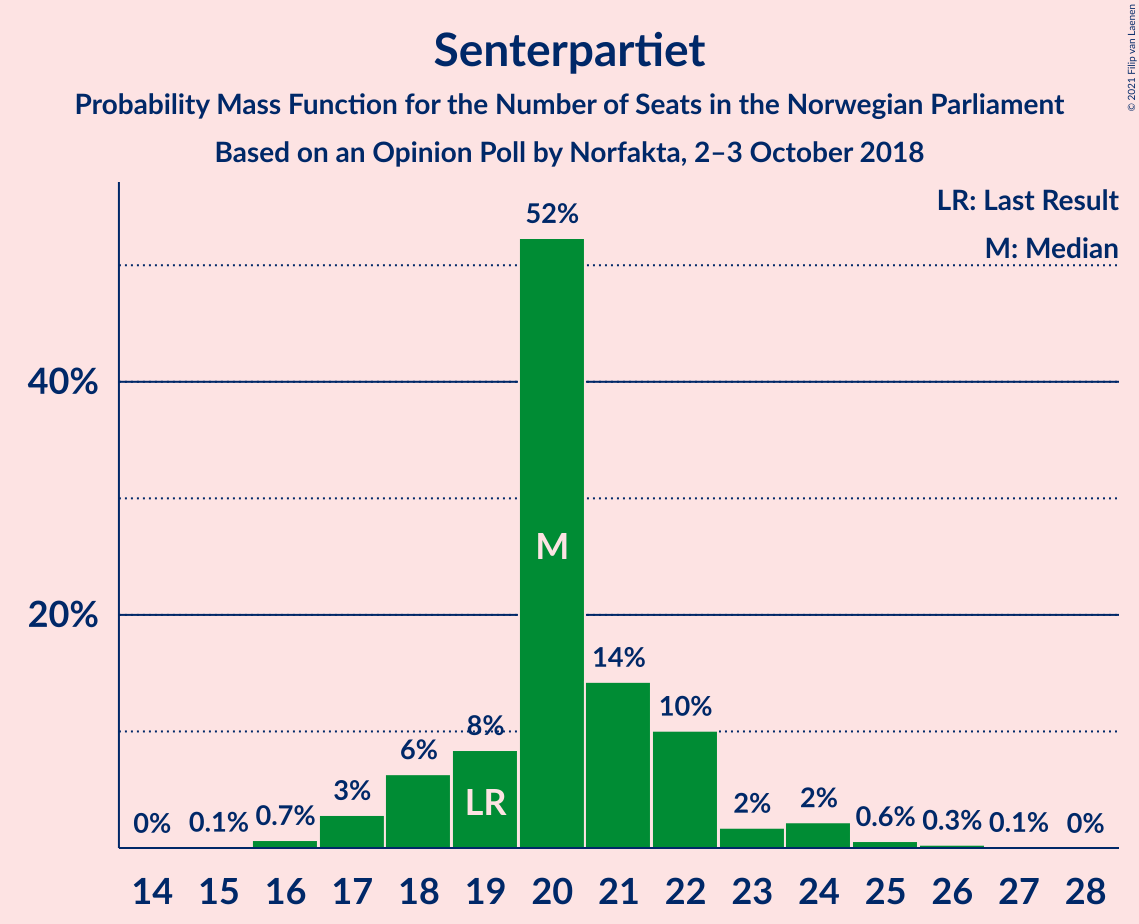 Senterpartiet
Probability Mass Function for the Number of Seats in the Norwegian Parliament
Based on an Opinion Poll by Norfakta, 2–3 October 2018
© 2021 Filip van Laenen
LR: Last Result
M: Median
52%
40%
M
20%
14%
10%
8%
6%
3%
LR
2%
2%
0%
0.1%
0.7%
0.6%
0.3%
0.1%
0%
14 15 16 17 18 19 20 21 22 23 24 25 26 27 28